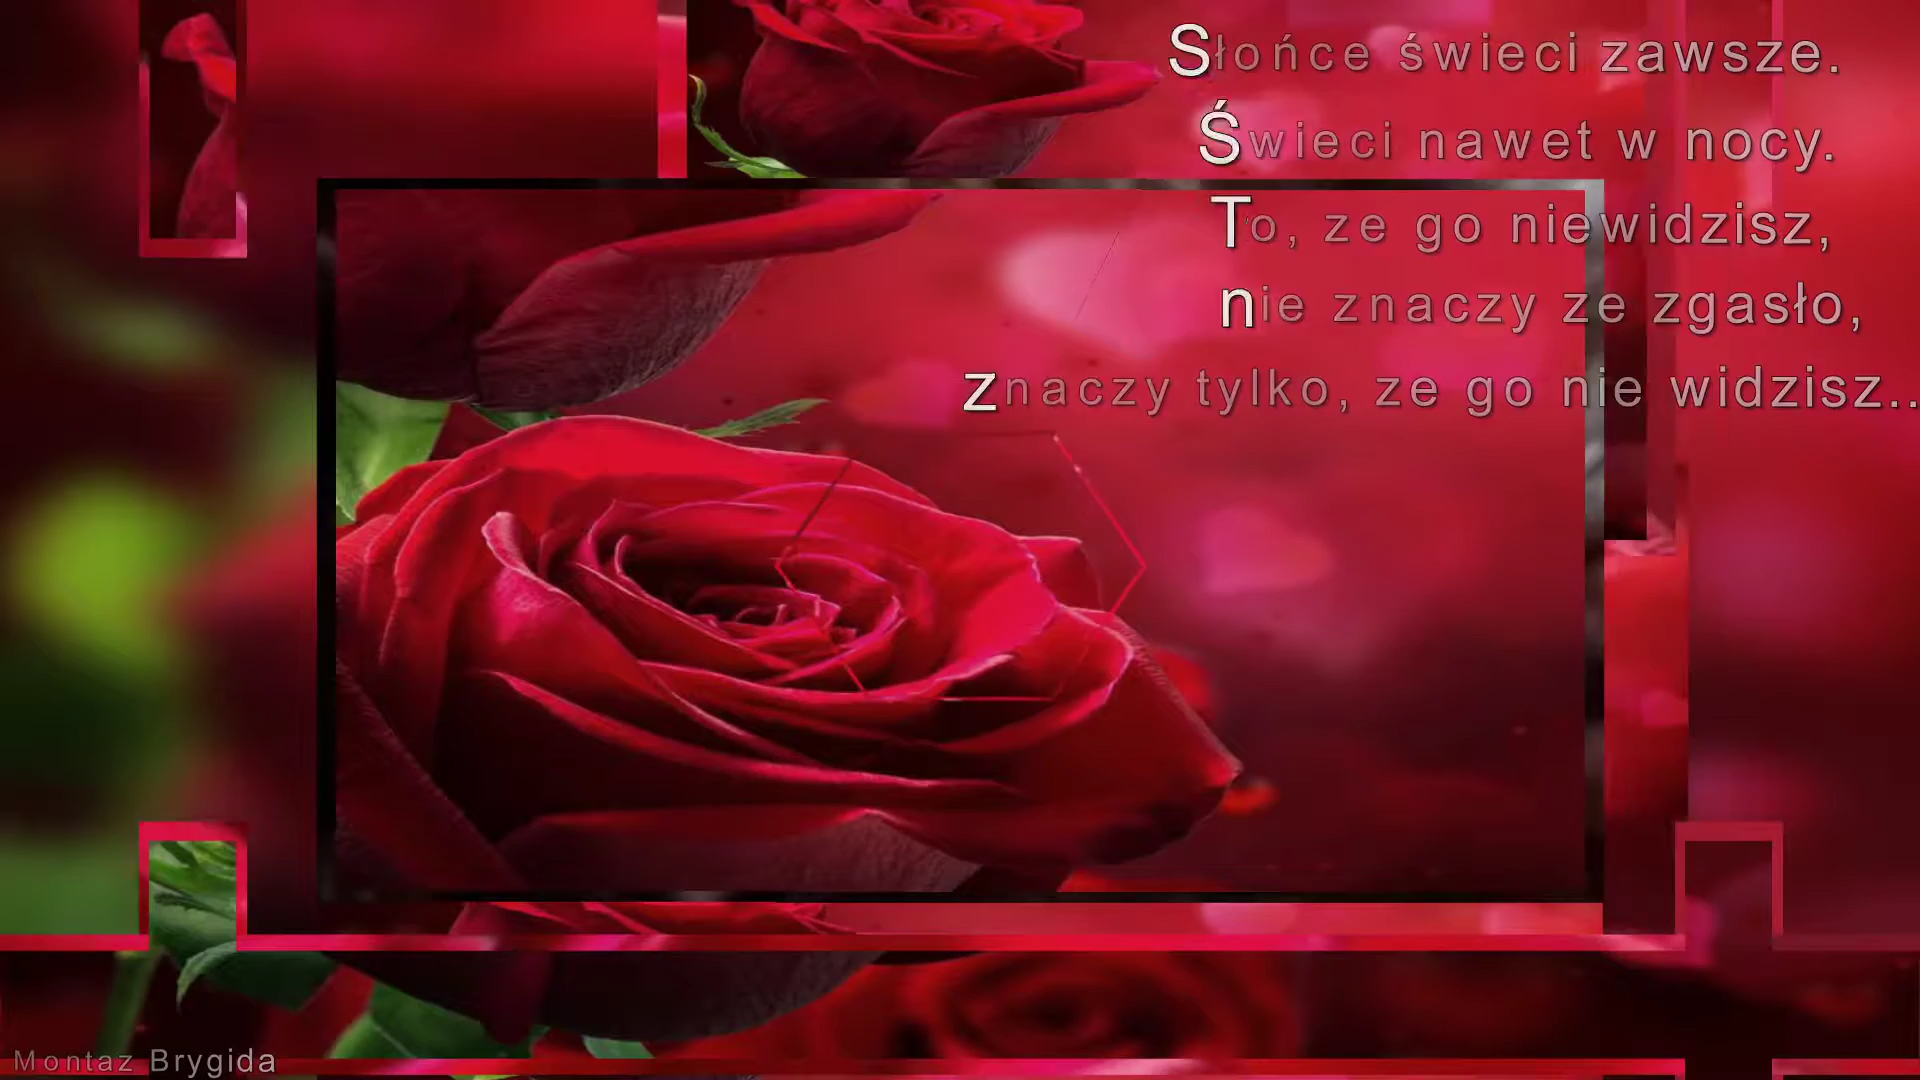 Słońce świeci zawsze.
Świeci nawet w nocy.
To, ze go niewidzisz,
nie znaczy ze zgasło,
znaczy tylko, ze go nie widzisz..
Montaz Brygida